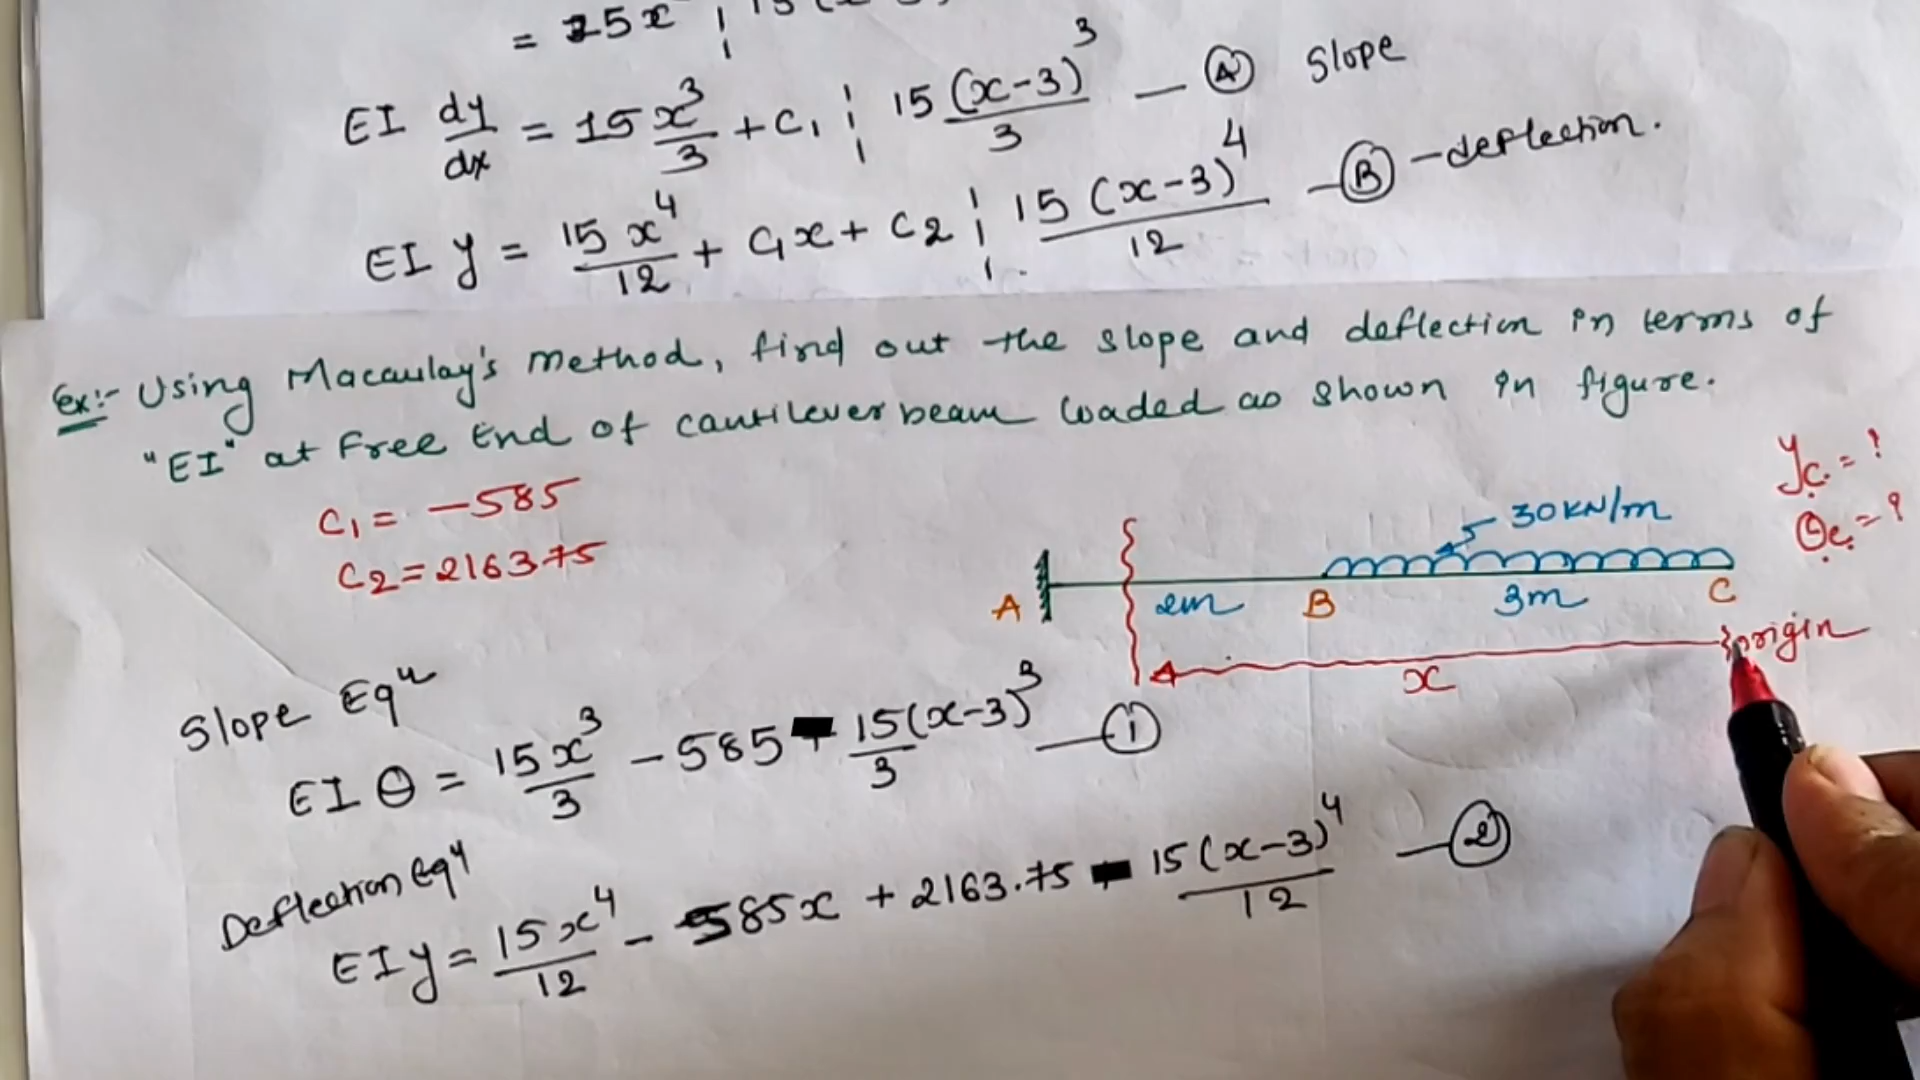 = 25x ¦ 15 (x
EI dy/dx = 15 x³/3 + C₁ ¦ 15 (x-3)³/3 — Ⓐ Slope
EI y = 15 x⁴/12 + C₁x + C₂ ¦ 15 (x-3)⁴/12 — Ⓑ - deflection.
Ex:- Using Macaulay's Method, find out the slope and deflection in terms of
"EI" at Free End of cantilever beam loaded as shown in figure.
C₁ = -585
C₂ = 2163.75
yc. = ?
θc. = ?
30 KN/m
A 2m B 3m C
origin
x
Slope Eqⁿ
EI θ = 15x³/3 - 585 - 15(x-3)³/3 — ①
Deflection Eqⁿ
EI y = 15x⁴/12 - 585x + 2163.75 - 15(x-3)⁴/12 — ②